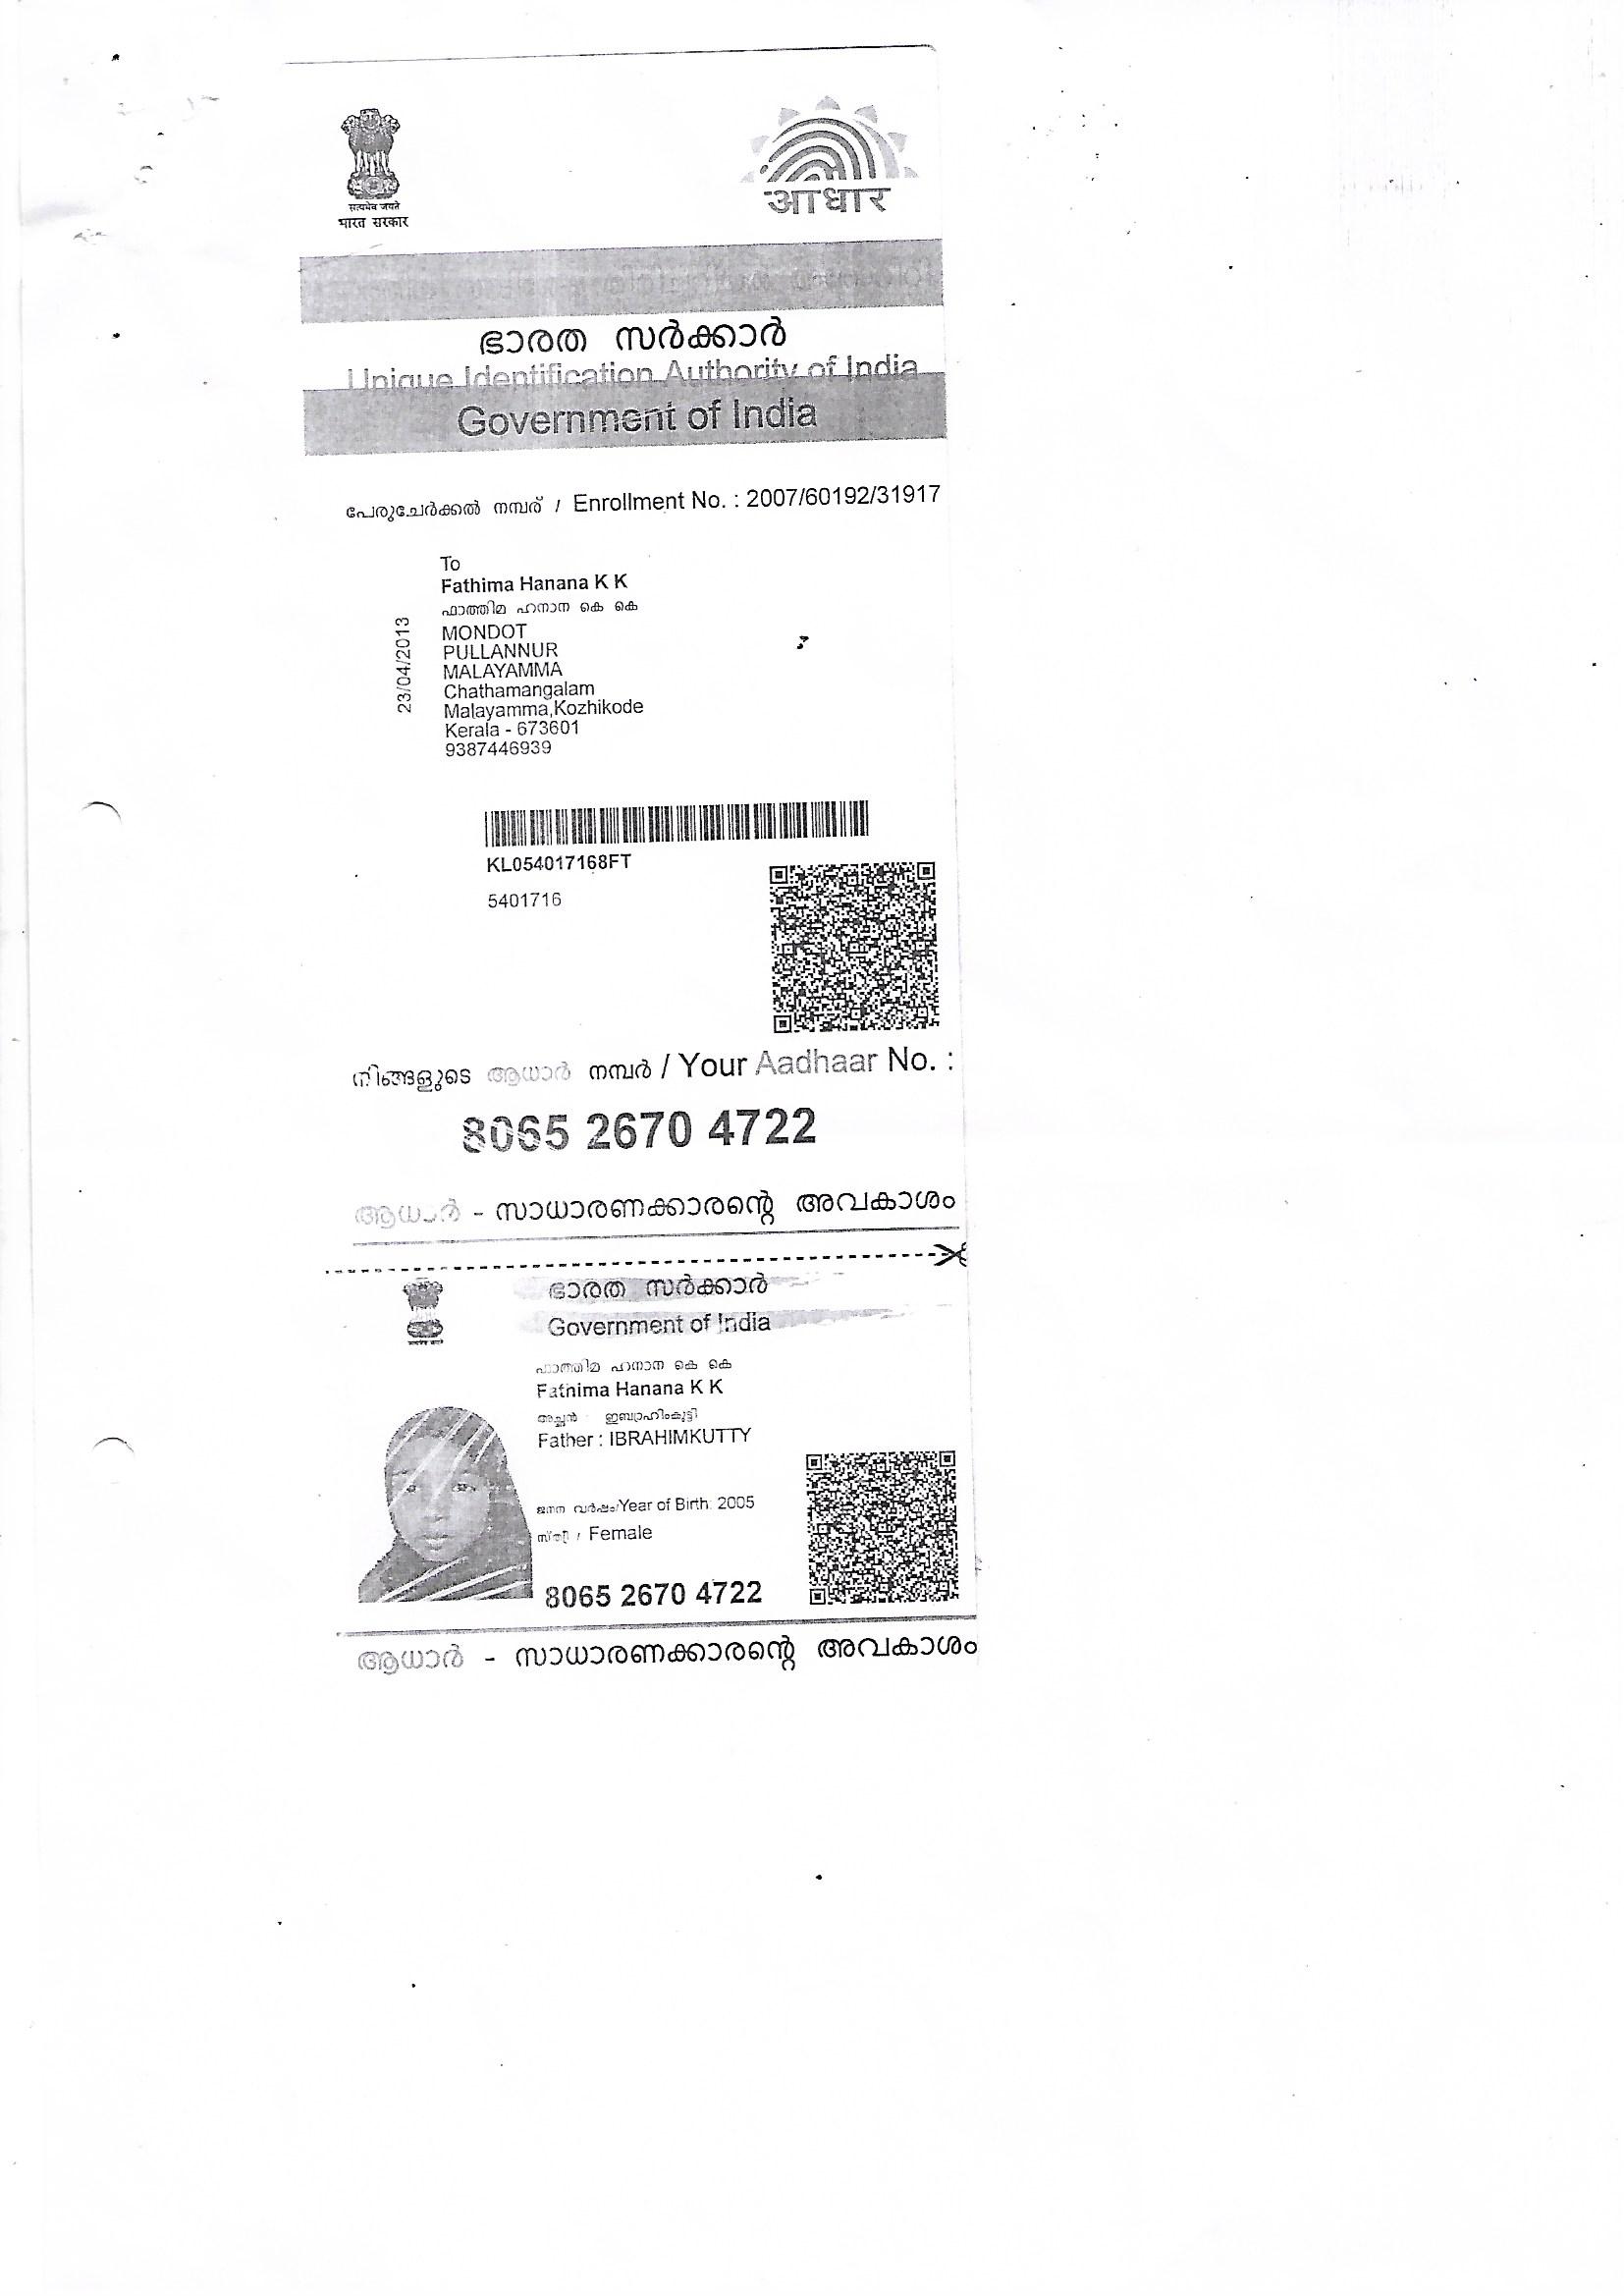 सत्यमेव जयते
भारत सरकार
आधार
ഭാരത സർക്കാർ
Unique Identification Authority of India
Government of India
പേരുചേർക്കൽ നമ്പര് / Enrollment No. : 2007/60192/31917
To
Fathima Hanana K K
ഫാത്തിമ ഹനാന കെ കെ
MONDOT
PULLANNUR
MALAYAMMA
Chathamangalam
Malayamma,Kozhikode
Kerala - 673601
9387446939
23/04/2013
KL054017168FT
5401716
നിങ്ങളുടെ ആധാർ നമ്പർ / Your Aadhaar No. :
8065 2670 4722
ആധാർ - സാധാരണക്കാരന്റെ അവകാശം
ഭാരത സർക്കാർ
Government of India
ഫാത്തിമ ഹനാന കെ കെ
Fathima Hanana K K
അച്ഛൻ : ഇബ്രാഹിംകുട്ടി
Father : IBRAHIMKUTTY
ജനന വർഷം/Year of Birth: 2005
സ്ത്രീ / Female
8065 2670 4722
ആധാർ - സാധാരണക്കാരന്റെ അവകാശം